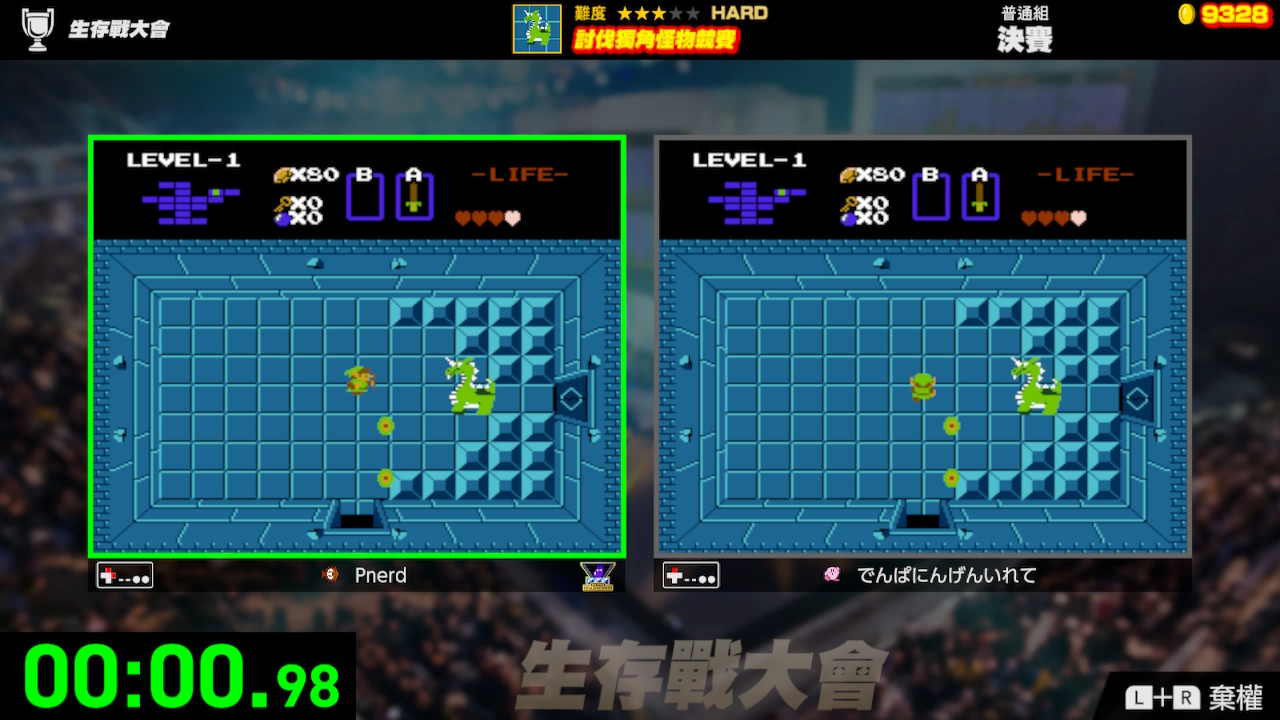 生存戰大會
難度 ★★★★★ HARD
討伐獨角怪物競賽
普通組
決賽
9328
LEVEL-1
X80 B A -LIFE-
X0
X0
LEVEL-1
X80 B A -LIFE-
X0
X0
Pnerd
でんぱにんげんいれて
00:00.98
生存戰大會
L+R 棄權